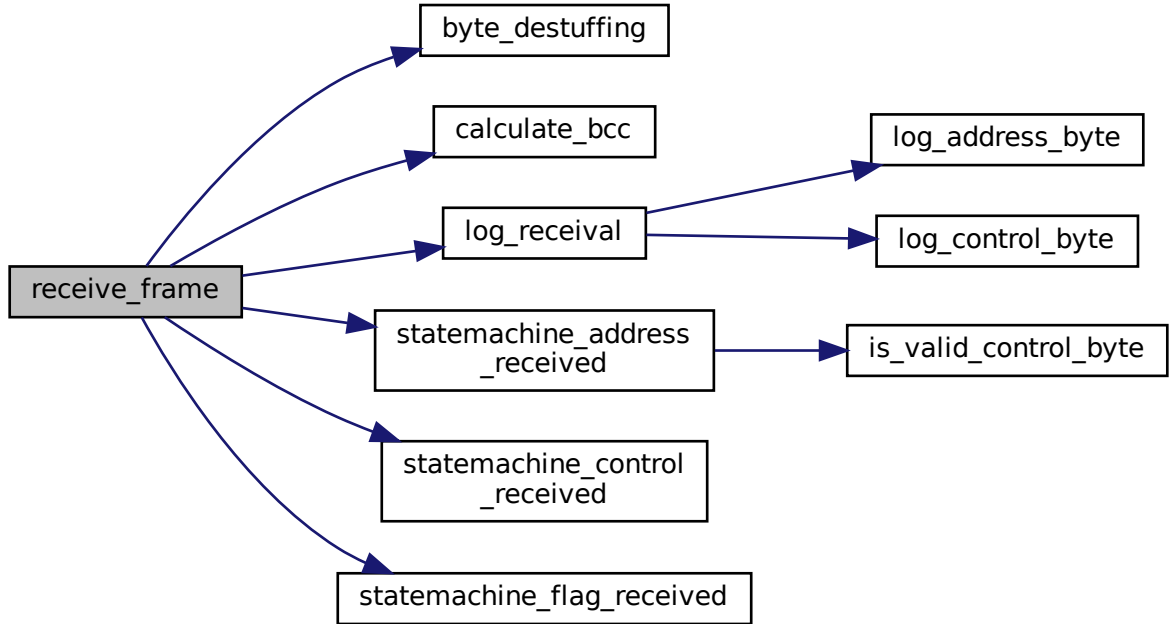 byte_destuffing
calculate_bcc
log_address_byte
log_receival
log_control_byte
receive_frame
statemachine_address
_received
is_valid_control_byte
statemachine_control
_received
statemachine_flag_received